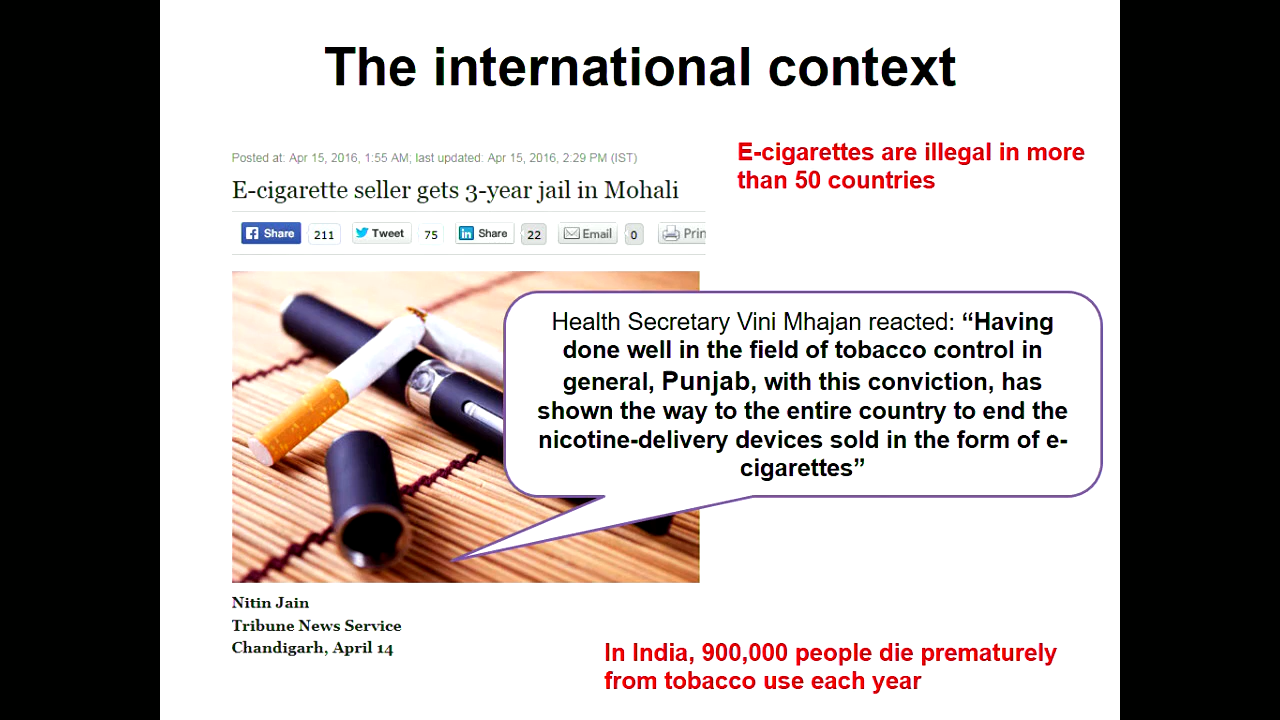 The international context
Posted at: Apr 15, 2016, 1:55 AM; last updated: Apr 15, 2016, 2:29 PM (IST)
E-cigarette seller gets 3-year jail in Mohali
Share 211 Tweet 75 Share 22 Email 0 Prin
E-cigarettes are illegal in more
than 50 countries
Health Secretary Vini Mhajan reacted: “Having
done well in the field of tobacco control in
general, Punjab, with this conviction, has
shown the way to the entire country to end the
nicotine-delivery devices sold in the form of e-
cigarettes”
Nitin Jain
Tribune News Service
Chandigarh, April 14
In India, 900,000 people die prematurely
from tobacco use each year